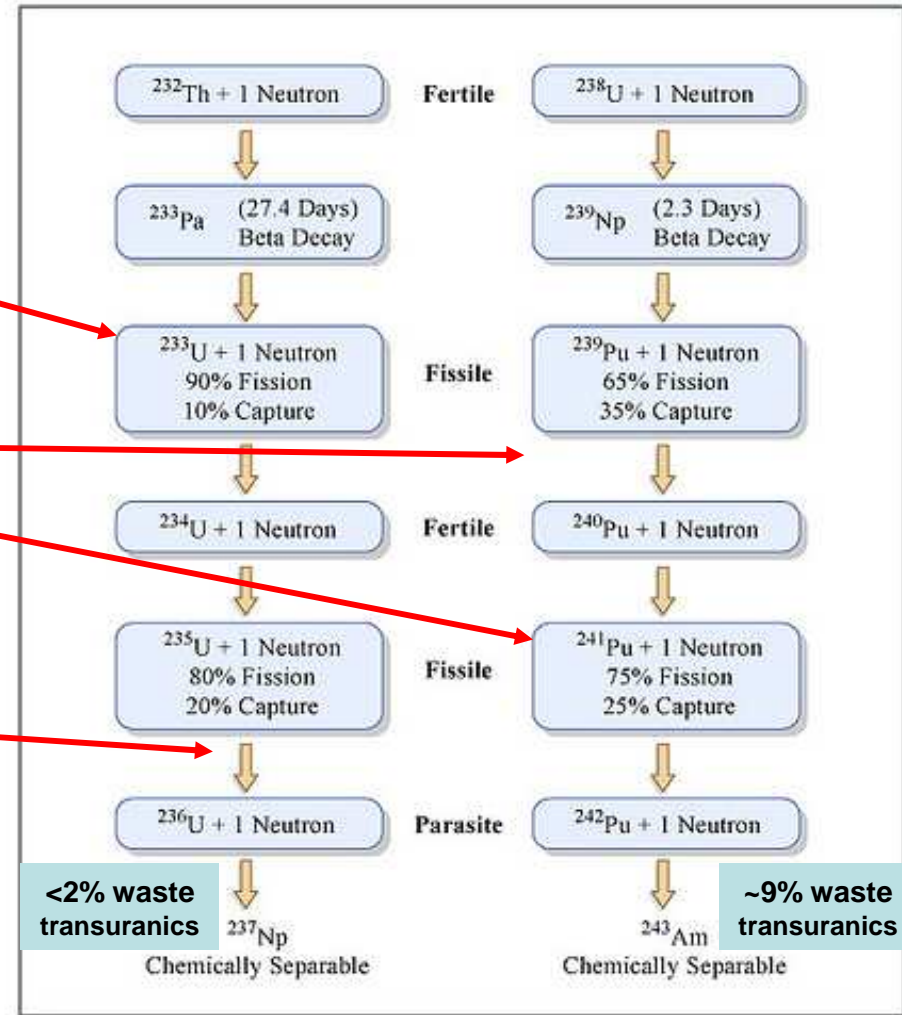 ²³²Th + 1 Neutron
Fertile
²³⁸U + 1 Neutron
²³³Pa (27.4 Days)
Beta Decay
²³⁹Np (2.3 Days)
Beta Decay
²³³U + 1 Neutron
90% Fission
10% Capture
Fissile
²³⁹Pu + 1 Neutron
65% Fission
35% Capture
²³⁴U + 1 Neutron
Fertile
²⁴⁰Pu + 1 Neutron
²³⁵U + 1 Neutron
80% Fission
20% Capture
Fissile
²⁴¹Pu + 1 Neutron
75% Fission
25% Capture
²³⁶U + 1 Neutron
Parasite
²⁴²Pu + 1 Neutron
<2% waste
transuranics
²³⁷Np
Chemically Separable
~9% waste
transuranics
²⁴³Am
Chemically Separable